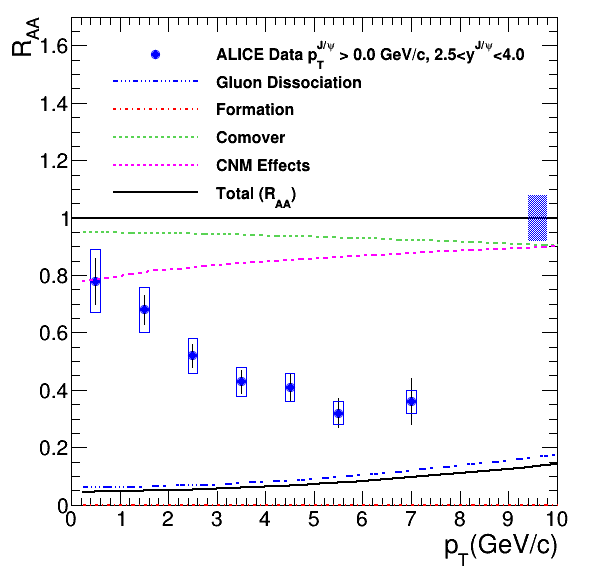 R_AA
1.6
1.4
1.2
1
0.8
0.6
0.4
0.2
0
ALICE Data p_T^{J/ψ} > 0.0 GeV/c, 2.5<y^{J/ψ}<4.0
Gluon Dissociation
Formation
Comover
CNM Effects
Total (R_AA)
0 1 2 3 4 5 6 7 8 9 10
p_T(GeV/c)